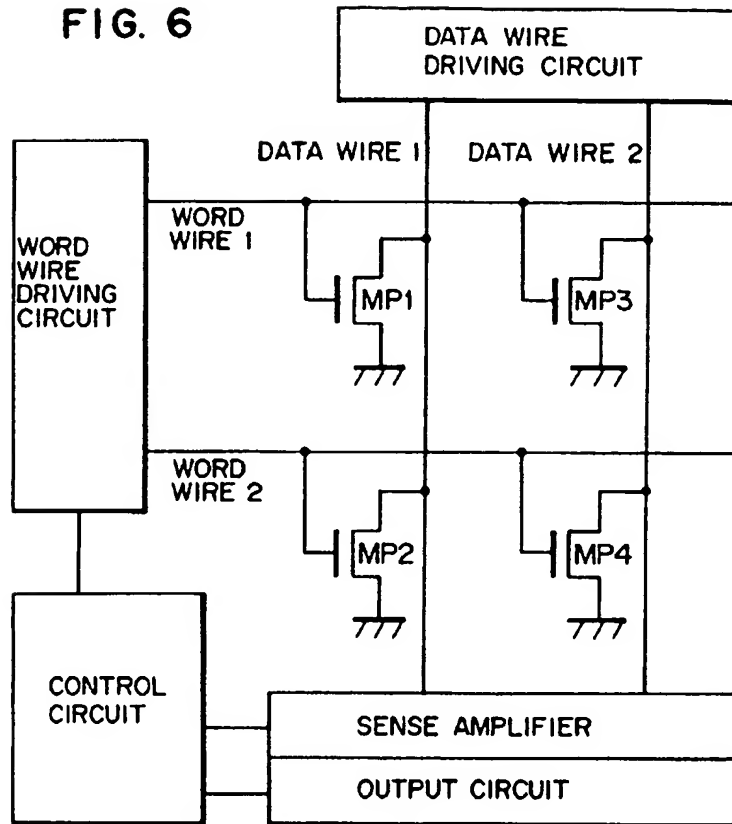 FIG. 6
DATA WIRE
DRIVING CIRCUIT
DATA WIRE 1
DATA WIRE 2
WORD
WIRE 1
WORD
WIRE
DRIVING
CIRCUIT
MP1
MP3
WORD
WIRE 2
MP2
MP4
CONTROL
CIRCUIT
SENSE AMPLIFIER
OUTPUT CIRCUIT